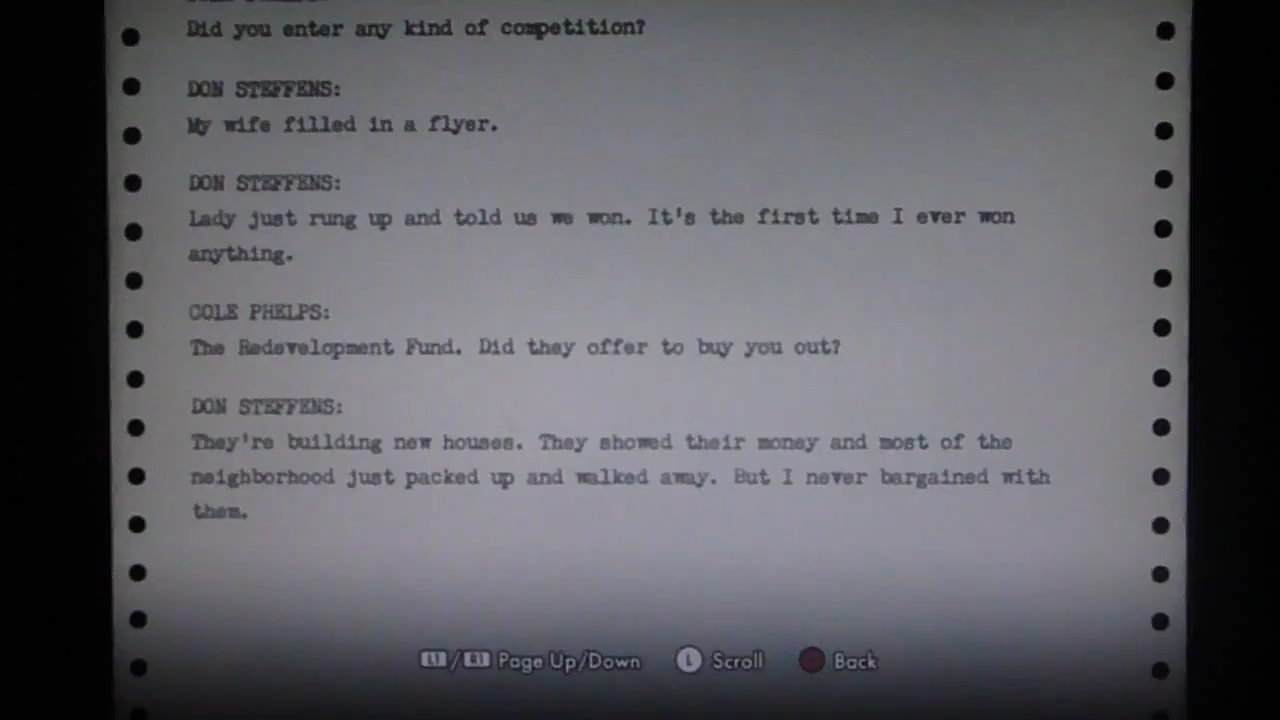 Did you enter any kind of competition?
DON STEFFENS:
My wife filled in a flyer.
DON STEFFENS:
Lady just rung up and told us we won. It's the first time I ever won
anything.
COLE PHELPS:
The Redevelopment Fund. Did they offer to buy you out?
DON STEFFENS:
They're building new houses. They showed their money and most of the
neighborhood just packed up and walked away. But I never bargained with
them.
L1/R1 Page Up/Down L Scroll Back